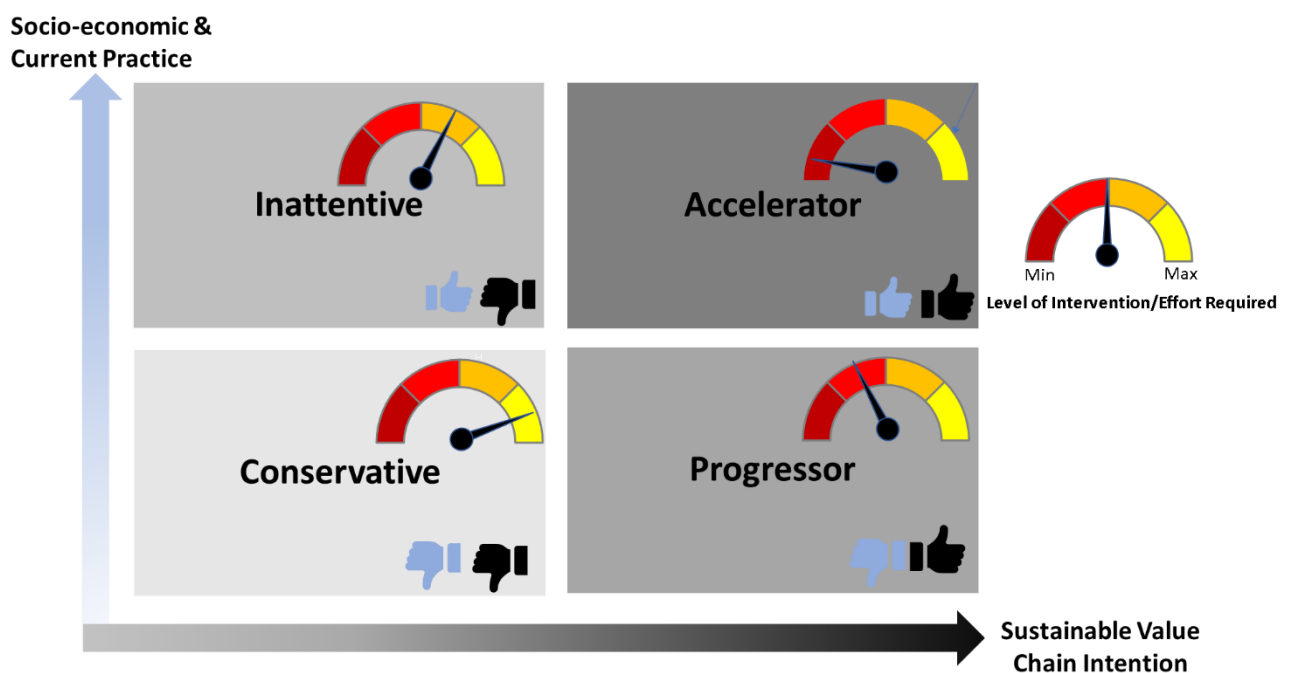 Socio-economic &
Current Practice
Inattentive
Accelerator
Min
Max
Level of Intervention/Effort Required
Conservative
Progressor
Sustainable Value
Chain Intention